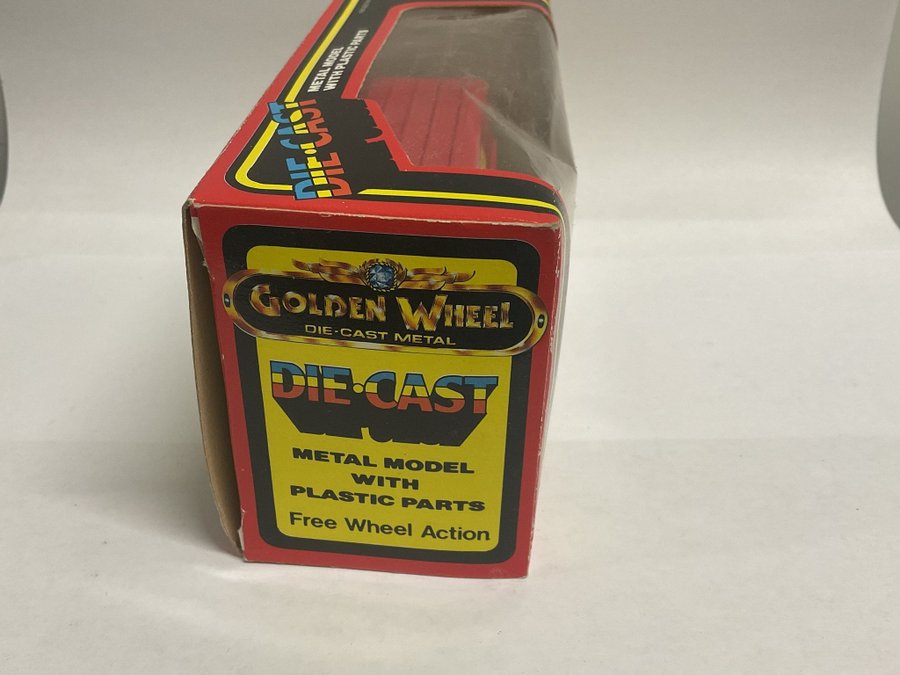 METAL MODEL
WITH PLASTIC PARTS
DIE·CAST
GOLDEN WHEEL
DIE·CAST METAL
DIE·CAST
METAL MODEL
WITH
PLASTIC PARTS
Free Wheel Action